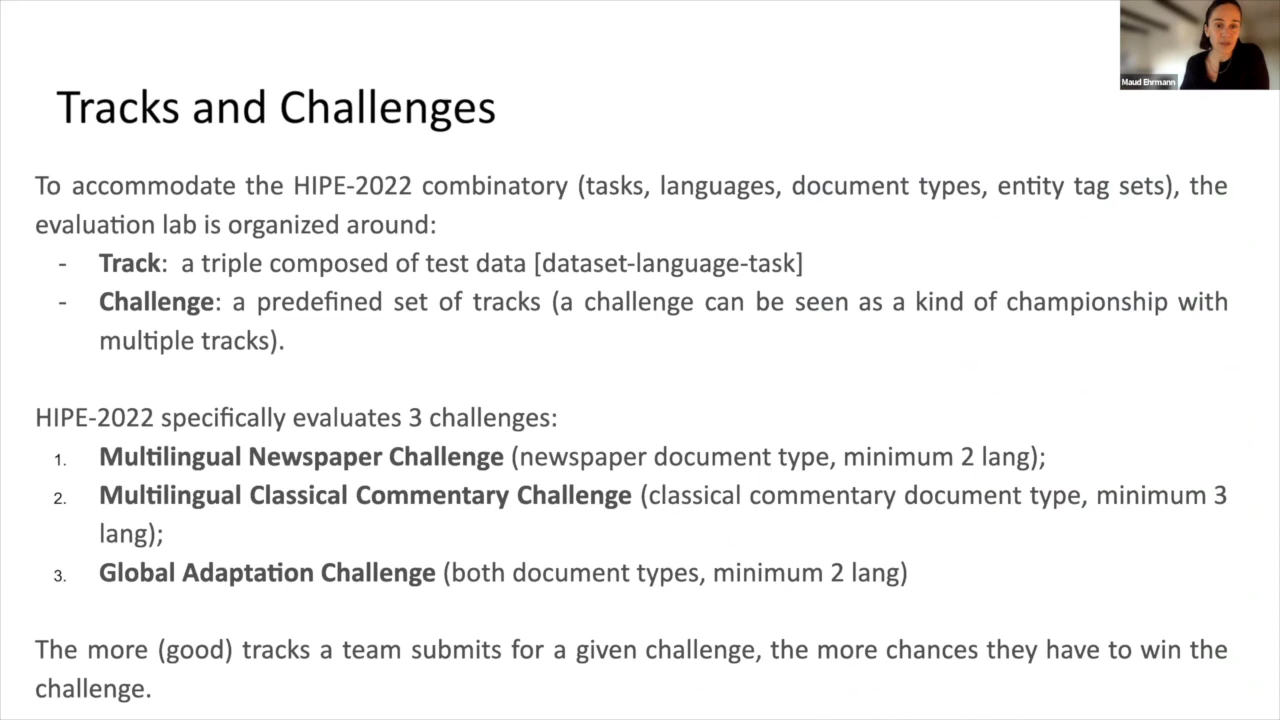 Maud Ehrmann
Tracks and Challenges
To accommodate the HIPE-2022 combinatory (tasks, languages, document types, entity tag sets), the
evaluation lab is organized around:
- Track: a triple composed of test data [dataset-language-task]
- Challenge: a predefined set of tracks (a challenge can be seen as a kind of championship with
multiple tracks).
HIPE-2022 specifically evaluates 3 challenges:
1. Multilingual Newspaper Challenge (newspaper document type, minimum 2 lang);
2. Multilingual Classical Commentary Challenge (classical commentary document type, minimum 3
lang);
3. Global Adaptation Challenge (both document types, minimum 2 lang)
The more (good) tracks a team submits for a given challenge, the more chances they have to win the
challenge.